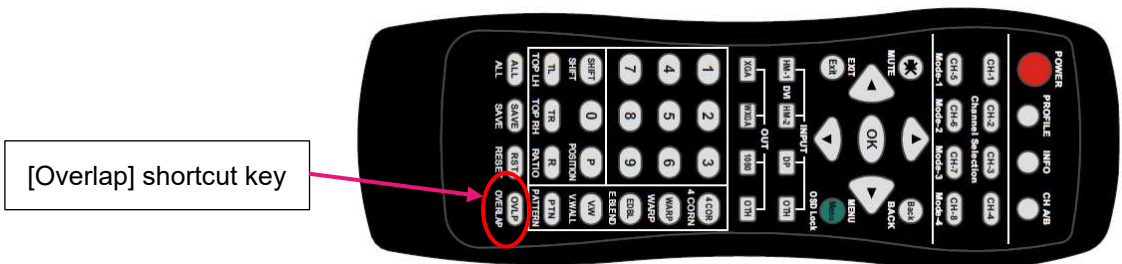 [Overlap] shortcut key
POWER PROFILE INFO CH A/B
CH-1 CH-2 CH-3 CH-4
Channel Selection
CH-5 CH-6 CH-7 CH-8
Mode-1 Mode-2 Mode-3 Mode-4
MUTE BACK
Back
OK
EXIT MENU
Exit Menu
OSD Lock
INPUT
DVI
HM-1 HM-2 DP OTH
OUT
XGA WXGA 1080 OTH
4 CORN
1 2 3 4COR
WARP
4 5 6 WARP
E.BLEND
7 8 9 EDBL
POSITION V.WALL
SHIFT 0 P V.W
SHIFT PATTERN
TL TR R PTN
TOP LH TOP RH RATIO
ALL SAVE RST OVLP
ALL SAVE RESET OVERLAP